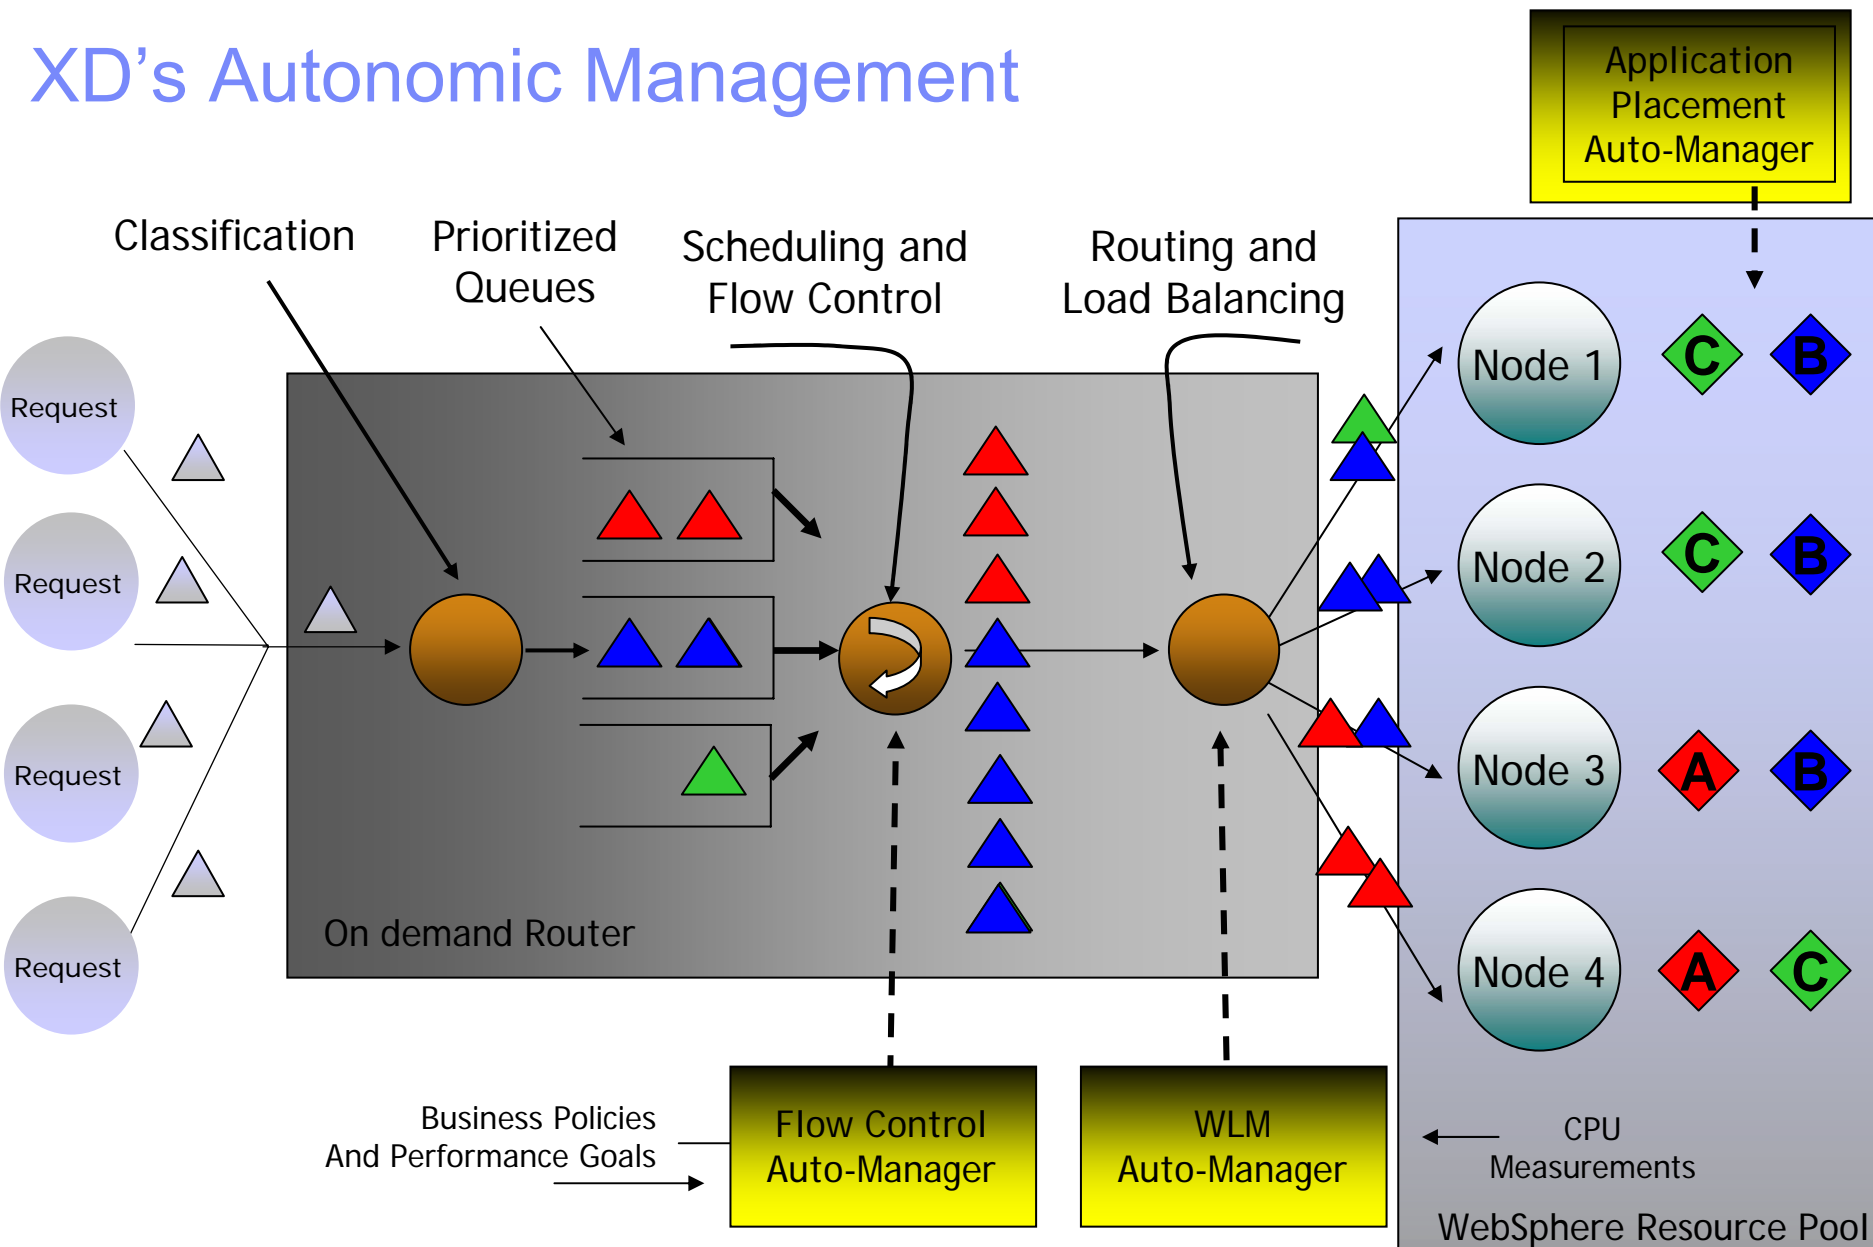 XD's Autonomic Management
Application
Placement
Auto-Manager
Classification
Prioritized
Queues
Scheduling and
Flow Control
Routing and
Load Balancing
Request
Request
Request
Request
Node 1
C
B
Node 2
C
B
Node 3
A
B
Node 4
A
C
On demand Router
Business Policies
And Performance Goals
Flow Control
Auto-Manager
WLM
Auto-Manager
CPU
Measurements
WebSphere Resource Pool